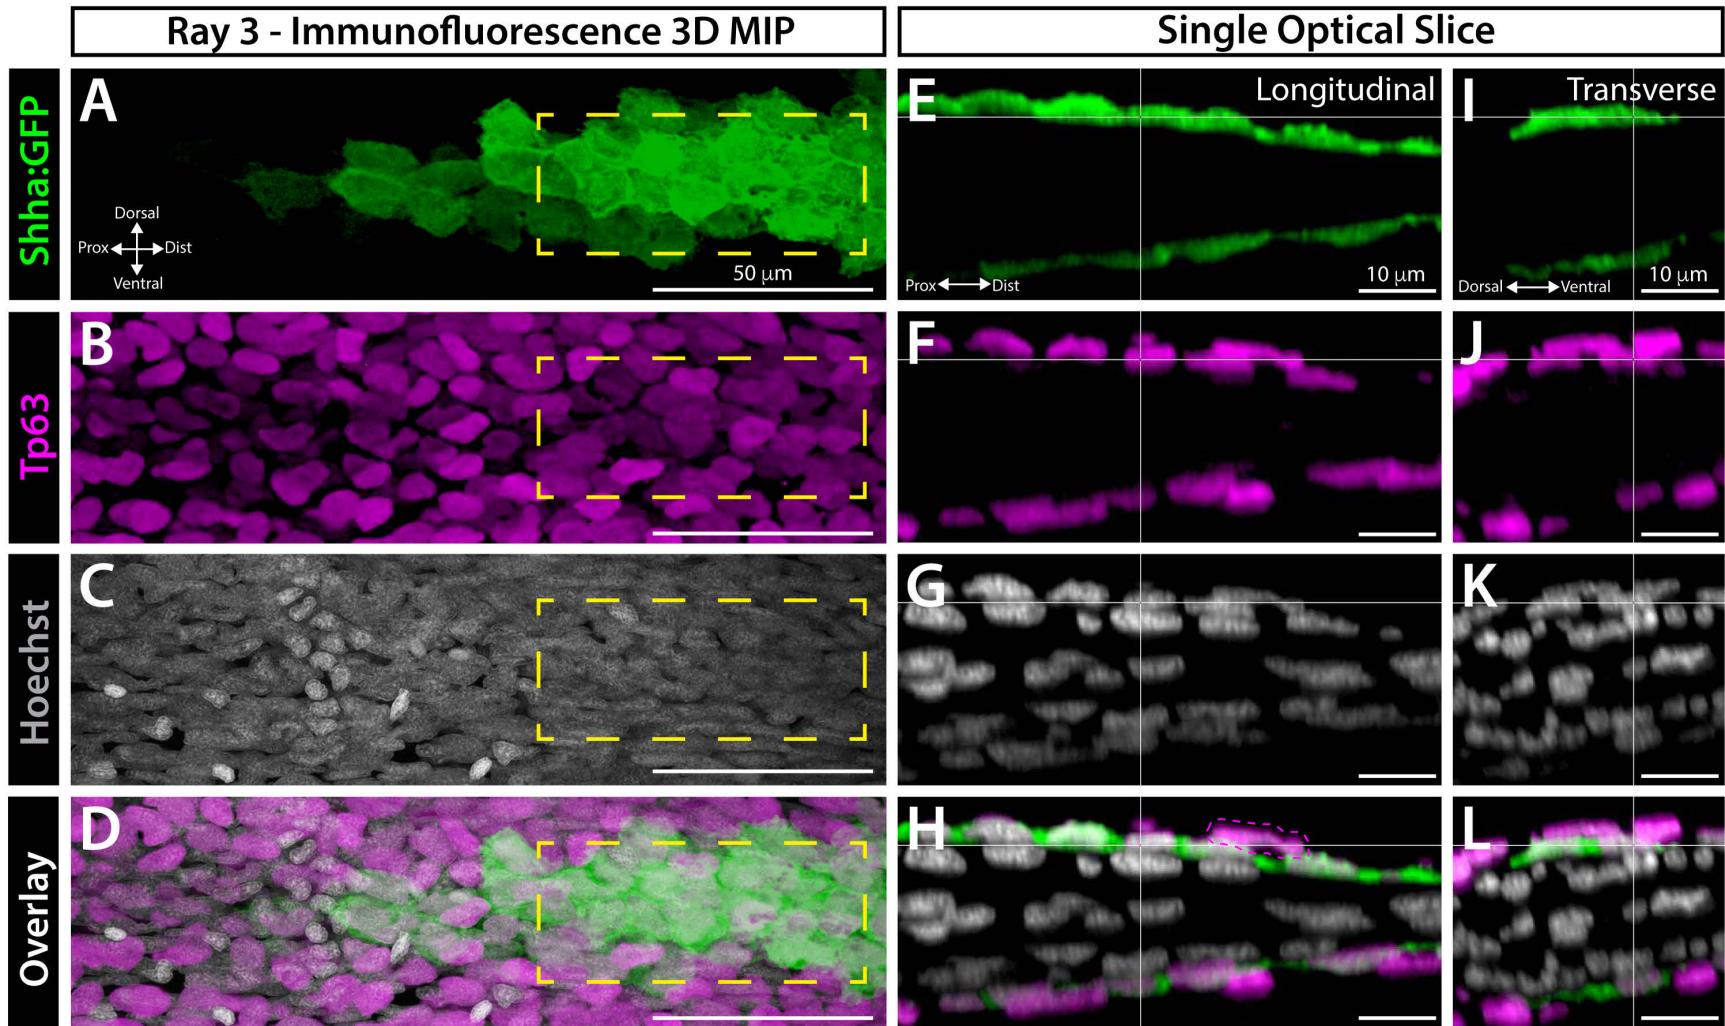 Ray 3 - Immunofluorescence 3D MIP
Single Optical Slice
Shha:GFP
A
Dorsal
Prox Dist
Ventral
50 µm
E
Longitudinal
Prox Dist
10 µm
I
Transverse
Dorsal Ventral
10 µm
Tp63
B
F
J
Hoechst
C
G
K
Overlay
D
H
L